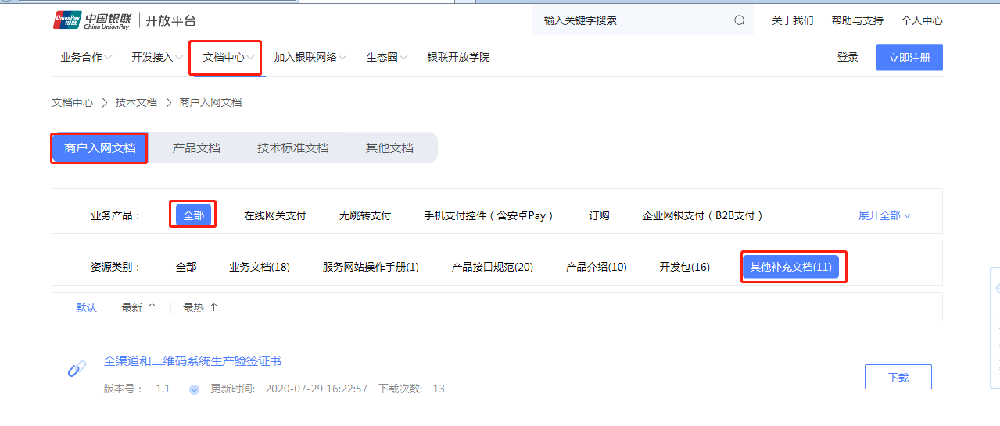 UnionPay 银联 中国银联 China UnionPay 开放平台 输入关键字搜索 关于我们 帮助与支持 个人中心
业务合作 开发接入 文档中心 加入银联网络 生态圈 银联开放学院 登录 立即注册
文档中心 > 技术文档 > 商户入网文档
商户入网文档 产品文档 技术标准文档 其他文档
业务产品： 全部 在线网关支付 无跳转支付 手机支付控件（含安卓Pay） 订购 企业网银支付（B2B支付） 展开全部
资源类别： 全部 业务文档(18) 服务网站操作手册(1) 产品接口规范(20) 产品介绍(10) 开发包(16) 其他补充文档(11)
默认 最新 ↑ 最热 ↑
全渠道和二维码系统生产验签证书
版本号： 1.1 更新时间: 2020-07-29 16:22:57 下载次数: 13 下载